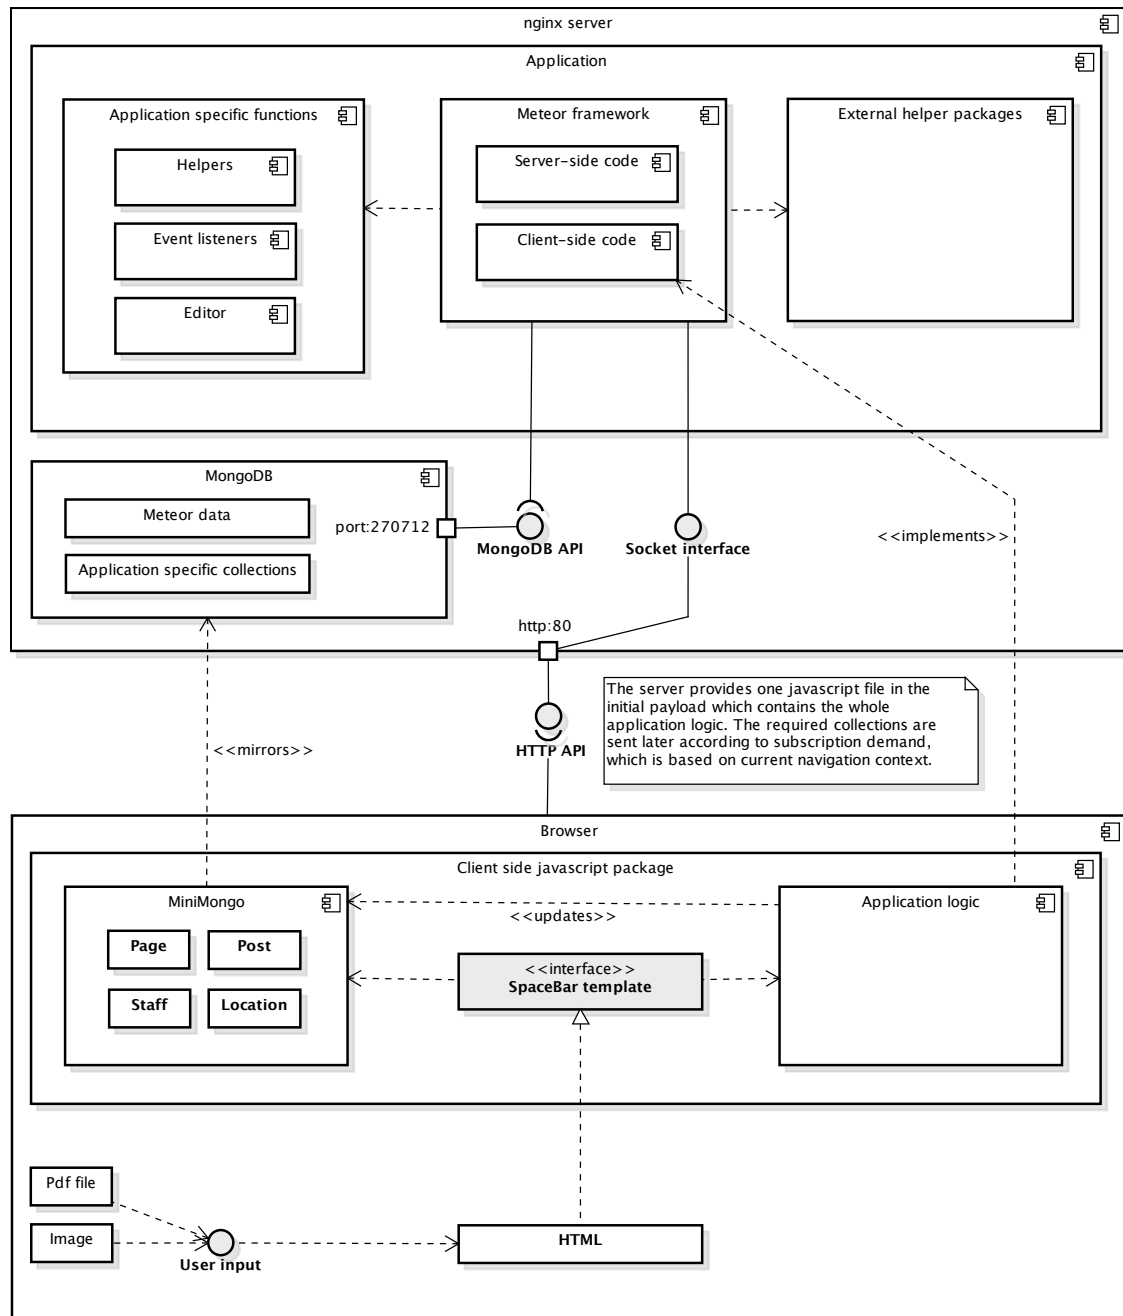 nginx server
Application
Application specific functions
Helpers
Event listeners
Editor
Meteor framework
Server-side code
Client-side code
External helper packages
MongoDB
Meteor data
Application specific collections
port:270712
MongoDB API
Socket interface
<<implements>>
http:80
HTTP API
<<mirrors>>
The server provides one javascript file in the
initial payload which contains the whole
application logic. The required collections are
sent later according to subscription demand,
which is based on current navigation context.
Browser
Client side javascript package
MiniMongo
Page
Post
Staff
Location
<<updates>>
<<interface>>
SpaceBar template
Application logic
Pdf file
Image
User input
HTML